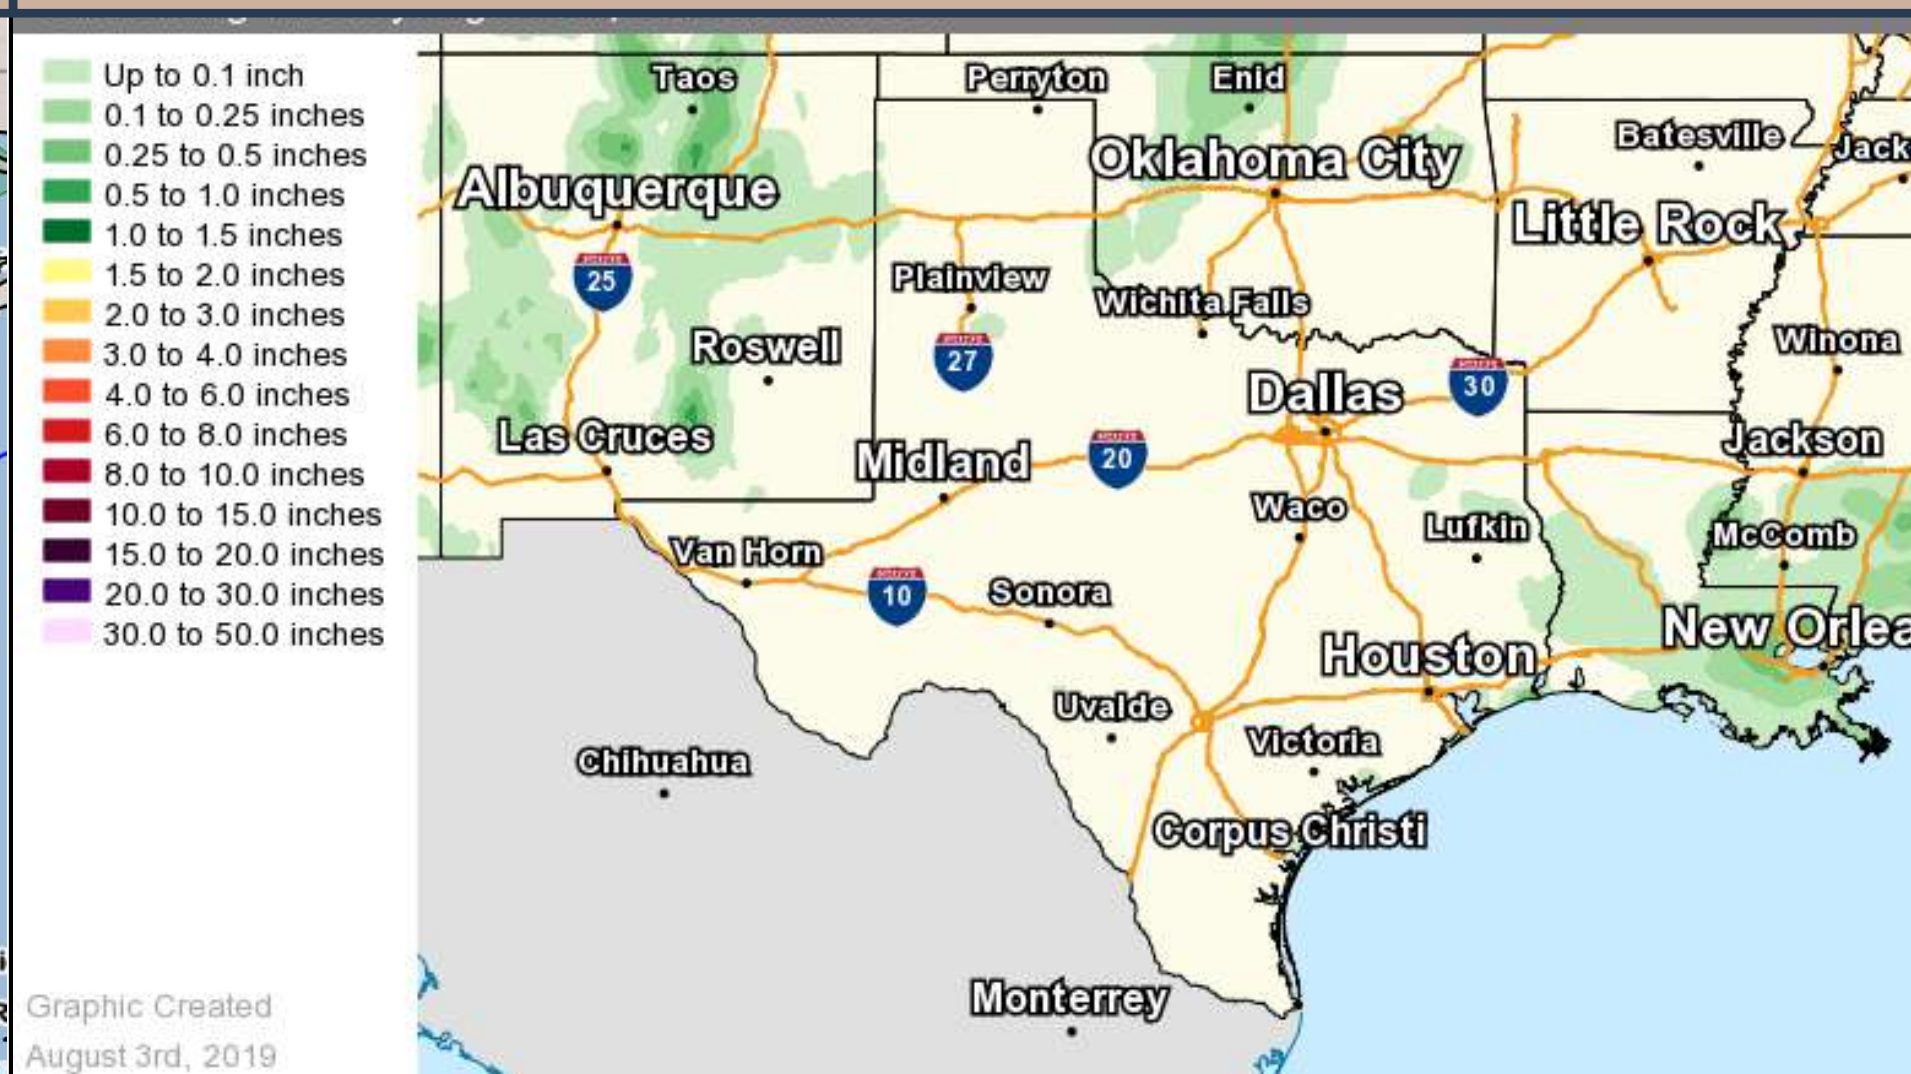 Up to 0.1 inch
0.1 to 0.25 inches
0.25 to 0.5 inches
0.5 to 1.0 inches
1.0 to 1.5 inches
1.5 to 2.0 inches
2.0 to 3.0 inches
3.0 to 4.0 inches
4.0 to 6.0 inches
6.0 to 8.0 inches
8.0 to 10.0 inches
10.0 to 15.0 inches
15.0 to 20.0 inches
20.0 to 30.0 inches
30.0 to 50.0 inches
Graphic Created
August 3rd, 2019
Taos
Perryton
Enid
Batesville
Jack
Oklahoma City
Albuquerque
Little Rock
25
Plainview
Wichita Falls
Roswell
27
Winona
30
Dallas
Las Cruces
Jackson
Midland
20
Waco
Lufkin
McComb
Van Horn
10
Sonora
New Orlea
Houston
Uvalde
Victoria
Chihuahua
Corpus Christi
Monterrey